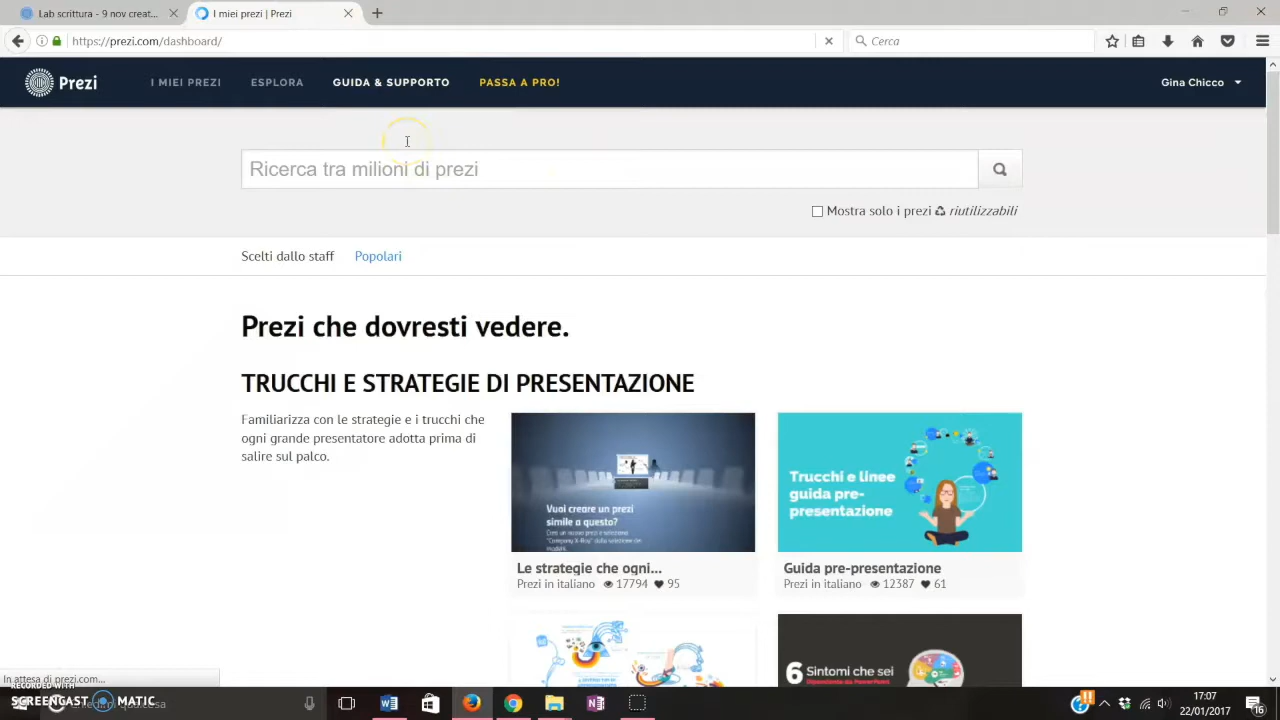 Lab scrittura - 9 nov creat...
I miei prezi | Prezi
https://prezi.com/dashboard/
Cerca
Prezi
I MIEI PREZI
ESPLORA
GUIDA & SUPPORTO
PASSA A PRO!
Gina Chicco
Ricerca tra milioni di prezi
Mostra solo i prezi riutilizzabili
Scelti dallo staff
Popolari
Prezi che dovresti vedere.
TRUCCHI E STRATEGIE DI PRESENTAZIONE
Familiarizza con le strategie e i trucchi che
ogni grande presentatore adotta prima di
salire sul palco.
Vuoi creare un prezi
simile a questo?
Trucchi e linee
guida pre-
presentazione
Le strategie che ogni...
Prezi in italiano 17794 95
Guida pre-presentazione
Prezi in italiano 12387 61
6 Sintomi che sei
In attesa di prezi.com...
SCREENCAST MATIC
17:07
22/01/2017
16